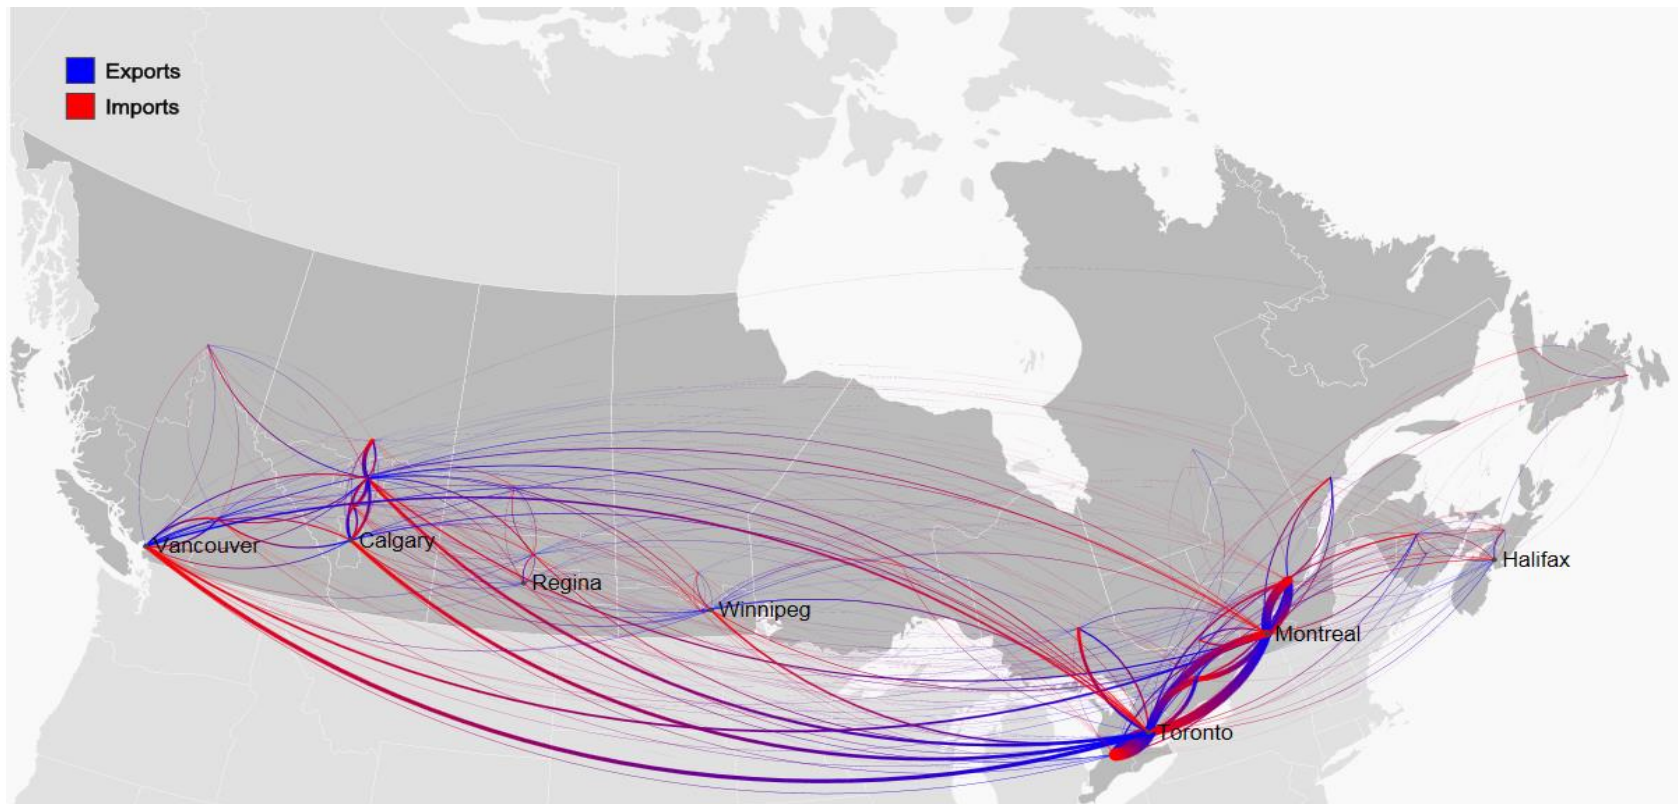 Exports
Imports
Vancouver
Calgary
Regina
Winnipeg
Halifax
Montreal
Toronto